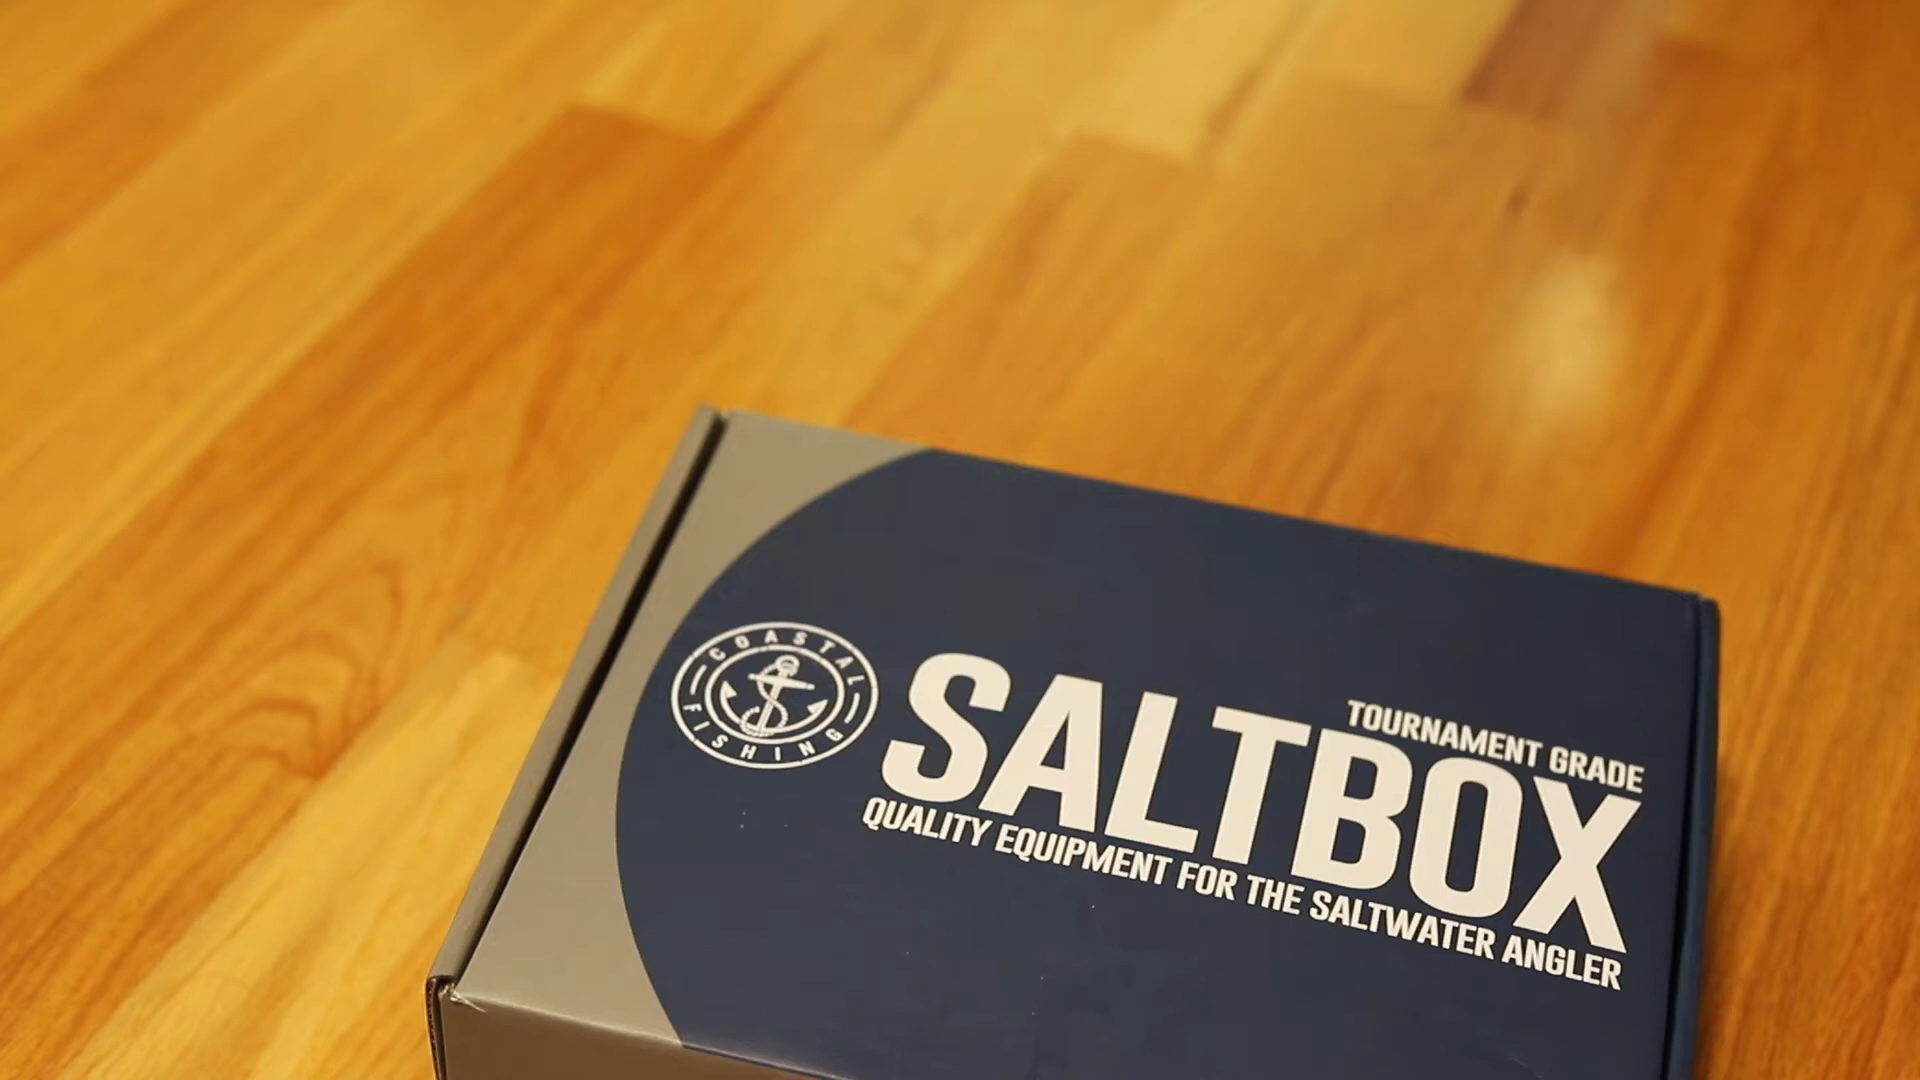 COASTAL
FISHING
TOURNAMENT GRADE
SALTBOX
QUALITY EQUIPMENT FOR THE SALTWATER ANGLER